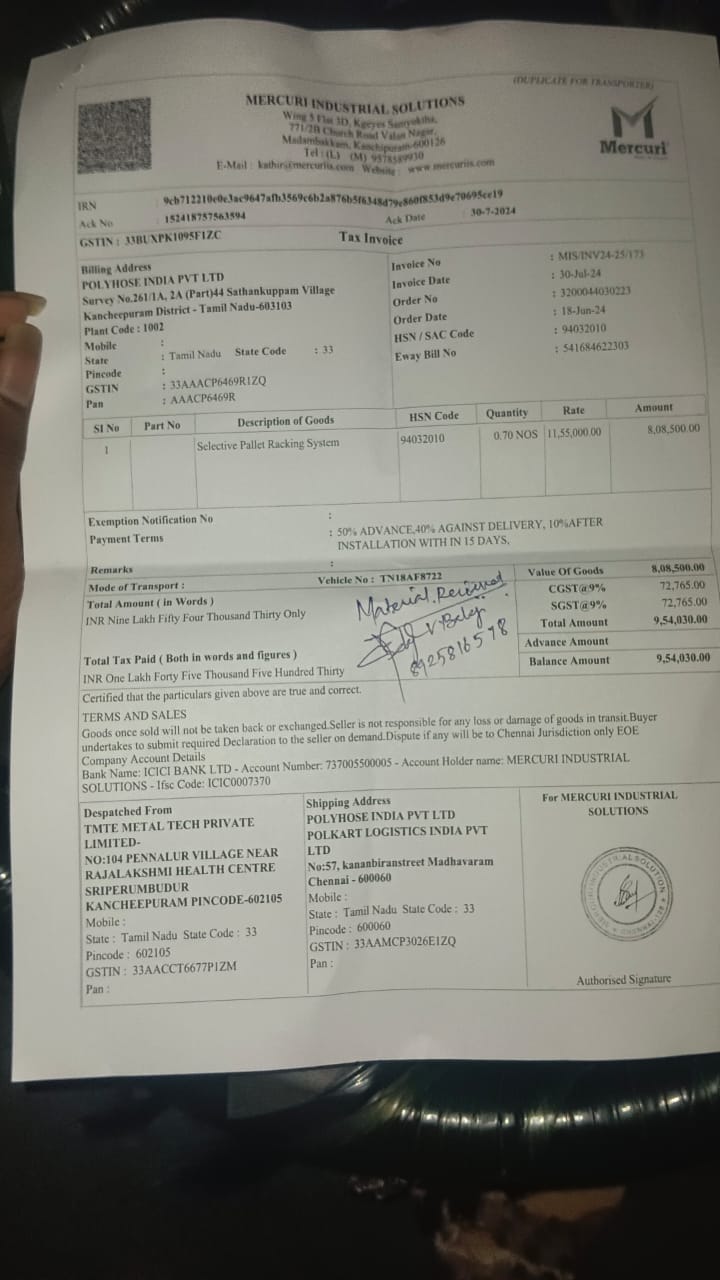 (DUPLICATE FOR TRANSPORTER)
MERCURI INDUSTRIAL SOLUTIONS
Wing 5 Flat 3D, Kgeyes Sannyuktha,
771/2B Church Road Valan Nagar,
Madambakkam, Kanchipuram-600126
Tel : (L) (M) 9578589930
E-Mail : kathir@mercuriis.com Website : www.mercuriis.com
Mercuri
IRN : 9cb712210e0e3ac9647afb3569c6b2a876b5f6348d79e860f853d9e70695ce19
Ack No : 152418757563594 Ack Date : 30-7-2024
GSTIN : 33BUXPK1095F1ZC Tax Invoice
Billing Address
POLYHOSE INDIA PVT LTD
Survey No.261/1A, 2A (Part)44 Sathankuppam Village
Kancheepuram District - Tamil Nadu-603103
Plant Code : 1002
Mobile :
State : Tamil Nadu State Code : 33
Pincode :
GSTIN : 33AAACP6469R1ZQ
Pan : AAACP6469R
Invoice No : MIS/INV24-25/173
Invoice Date : 30-Jul-24
Order No : 3200044030223
Order Date : 18-Jun-24
HSN / SAC Code : 94032010
Eway Bill No : 541684622303
Sl No Part No Description of Goods HSN Code Quantity Rate Amount
1 Selective Pallet Racking System 94032010 0.70 NOS 11,55,000.00 8,08,500.00
Exemption Notification No :
Payment Terms : 50% ADVANCE,40% AGAINST DELIVERY, 10%AFTER
INSTALLATION WITH IN 15 DAYS,
Remarks :
Mode of Transport : Vehicle No : TN18AF8722
Total Amount ( in Words )
INR Nine Lakh Fifty Four Thousand Thirty Only
Total Tax Paid ( Both in words and figures )
INR One Lakh Forty Five Thousand Five Hundred Thirty
Material Received
8925816578
Value Of Goods 8,08,500.00
CGST@9% 72,765.00
SGST@9% 72,765.00
Total Amount 9,54,030.00
Advance Amount
Balance Amount 9,54,030.00
Certified that the particulars given above are true and correct.
TERMS AND SALES
Goods once sold will not be taken back or exchanged.Seller is not responsible for any loss or damage of goods in transit.Buyer
undertakes to submit required Declaration to the seller on demand.Dispute if any will be to Chennai Jurisdiction only EOE
Company Account Details
Bank Name: ICICI BANK LTD - Account Number: 737005500005 - Account Holder name: MERCURI INDUSTRIAL
SOLUTIONS - Ifsc Code: ICIC0007370
Despatched From
TMTE METAL TECH PRIVATE
LIMITED-
NO:104 PENNALUR VILLAGE NEAR
RAJALAKSHMI HEALTH CENTRE
SRIPERUMBUDUR
KANCHEEPURAM PINCODE-602105
Mobile :
State : Tamil Nadu State Code : 33
Pincode : 602105
GSTIN : 33AACCT6677P1ZM
Pan :
Shipping Address
POLYHOSE INDIA PVT LTD
POLKART LOGISTICS INDIA PVT
LTD
No:57, kananbiranstreet Madhavaram
Chennai - 600060
Mobile :
State : Tamil Nadu State Code : 33
Pincode : 600060
GSTIN : 33AAMCP3026E1ZQ
Pan :
For MERCURI INDUSTRIAL
SOLUTIONS
Authorised Signature